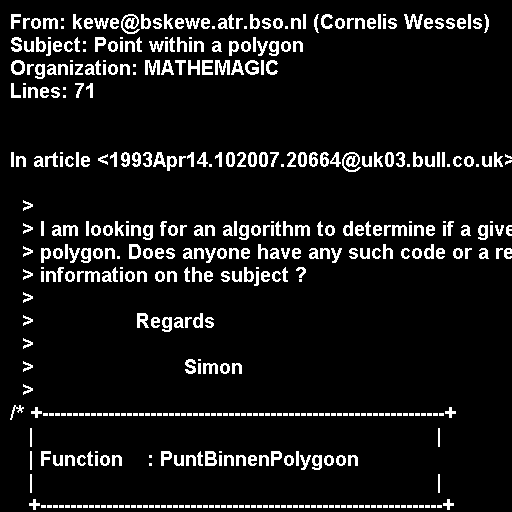 From: kewe@bskewe.atr.bso.nl (Cornelis Wessels)
Subject: Point within a polygon
Organization: MATHEMAGIC
Lines: 71
In article <1993Apr14.102007.20664@uk03.bull.co.uk>
>
> I am looking for an algorithm to determine if a give
> polygon. Does anyone have any such code or a re
> information on the subject ?
>
> Regards
>
> Simon
>
/* +-------------------------------------------------------------------+
| |
| Function : PuntBinnenPolygoon
| |
+-------------------------------------------------------------------+